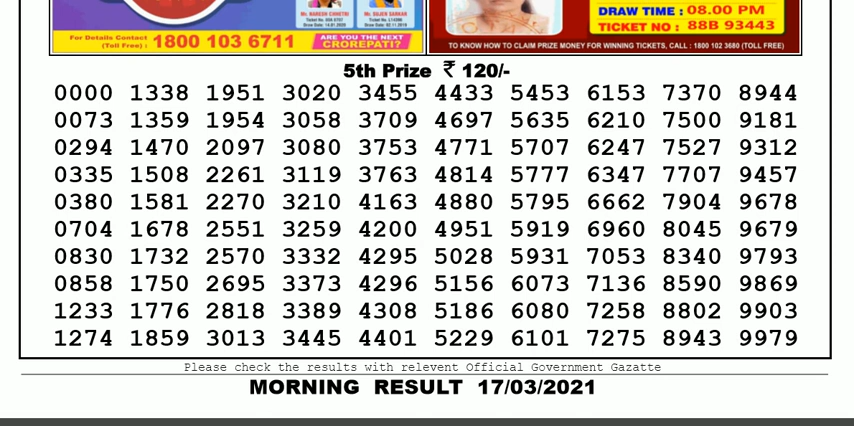 Mr. NARESH CHHETRI
Mr. SUJEN SARKAR
For Details Contact
(Toll Free) : 1800 103 6711
ARE YOU THE NEXT
CROREPATI?
DRAW TIME : 08.00 PM
TICKET NO : 88B 93443
TO KNOW HOW TO CLAIM PRIZE MONEY FOR WINNING TICKETS, CALL : 1800 102 3680 (TOLL FREE)
5th Prize ₹ 120/-
0000 1338 1951 3020 3455 4433 5453 6153 7370 8944
0073 1359 1954 3058 3709 4697 5635 6210 7500 9181
0294 1470 2097 3080 3753 4771 5707 6247 7527 9312
0335 1508 2261 3119 3763 4814 5777 6347 7707 9457
0380 1581 2270 3210 4163 4880 5795 6662 7904 9678
0704 1678 2551 3259 4200 4951 5919 6960 8045 9679
0830 1732 2570 3332 4295 5028 5931 7053 8340 9793
0858 1750 2695 3373 4296 5156 6073 7136 8590 9869
1233 1776 2818 3389 4308 5186 6080 7258 8802 9903
1274 1859 3013 3445 4401 5229 6101 7275 8943 9979
Please check the results with relevent Official Government Gazatte
MORNING RESULT 17/03/2021